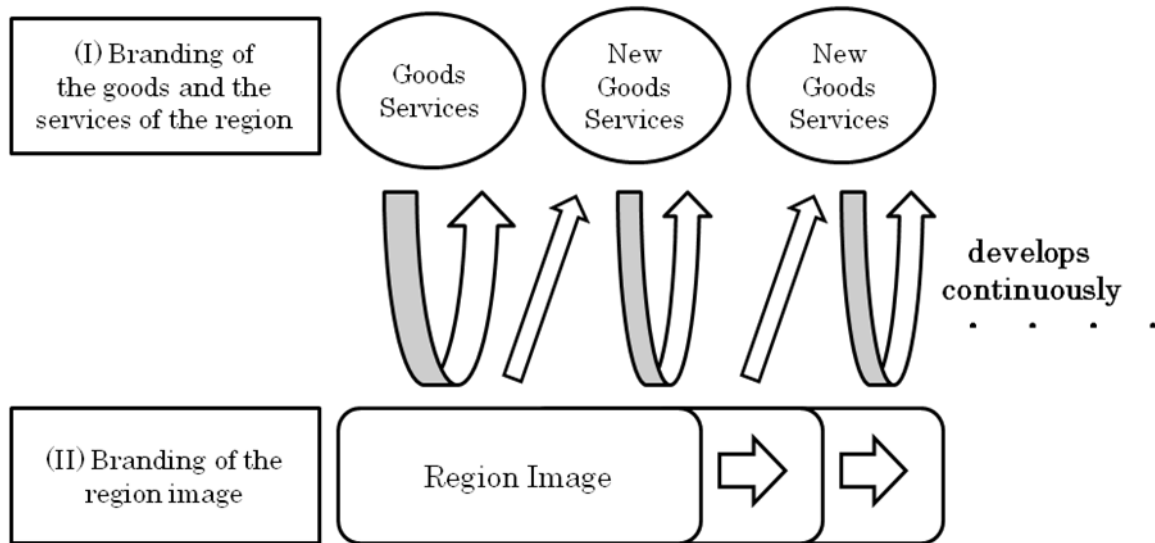 (I) Branding of
the goods and the
services of the region
Goods
Services
New
Goods
Services
New
Goods
Services
develops
continuously
. . . .
(II) Branding of the
region image
Region Image